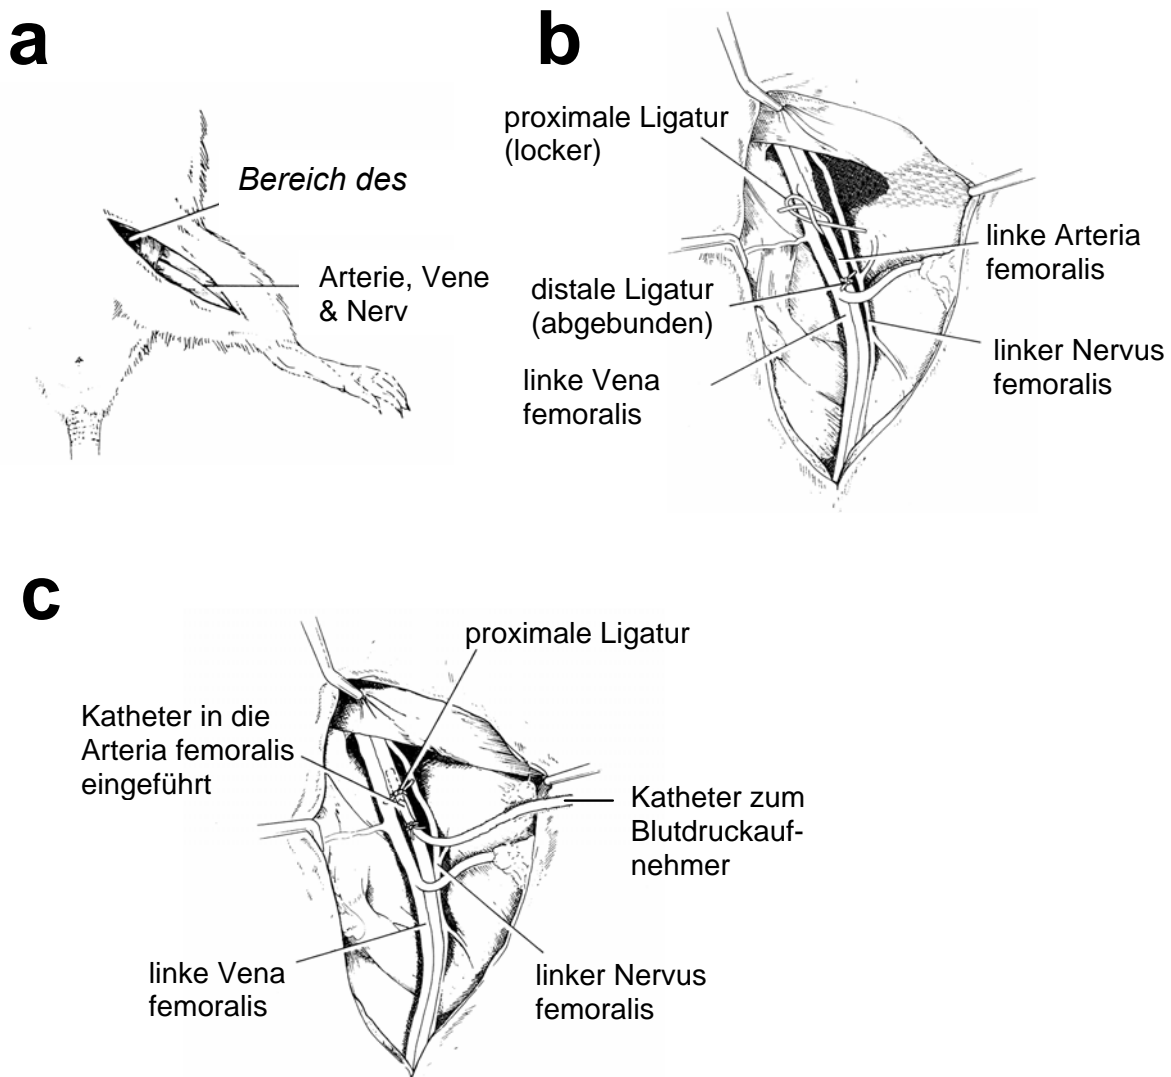 a
Bereich des
Arterie, Vene
& Nerv
b
proximale Ligatur
(locker)
linke Arteria
femoralis
distale Ligatur
(abgebunden)
linker Nervus
femoralis
linke Vena
femoralis
c
proximale Ligatur
Katheter in die
Arteria femoralis
eingeführt
Katheter zum
Blutdruckauf-
nehmer
linke Vena
femoralis
linker Nervus
femoralis